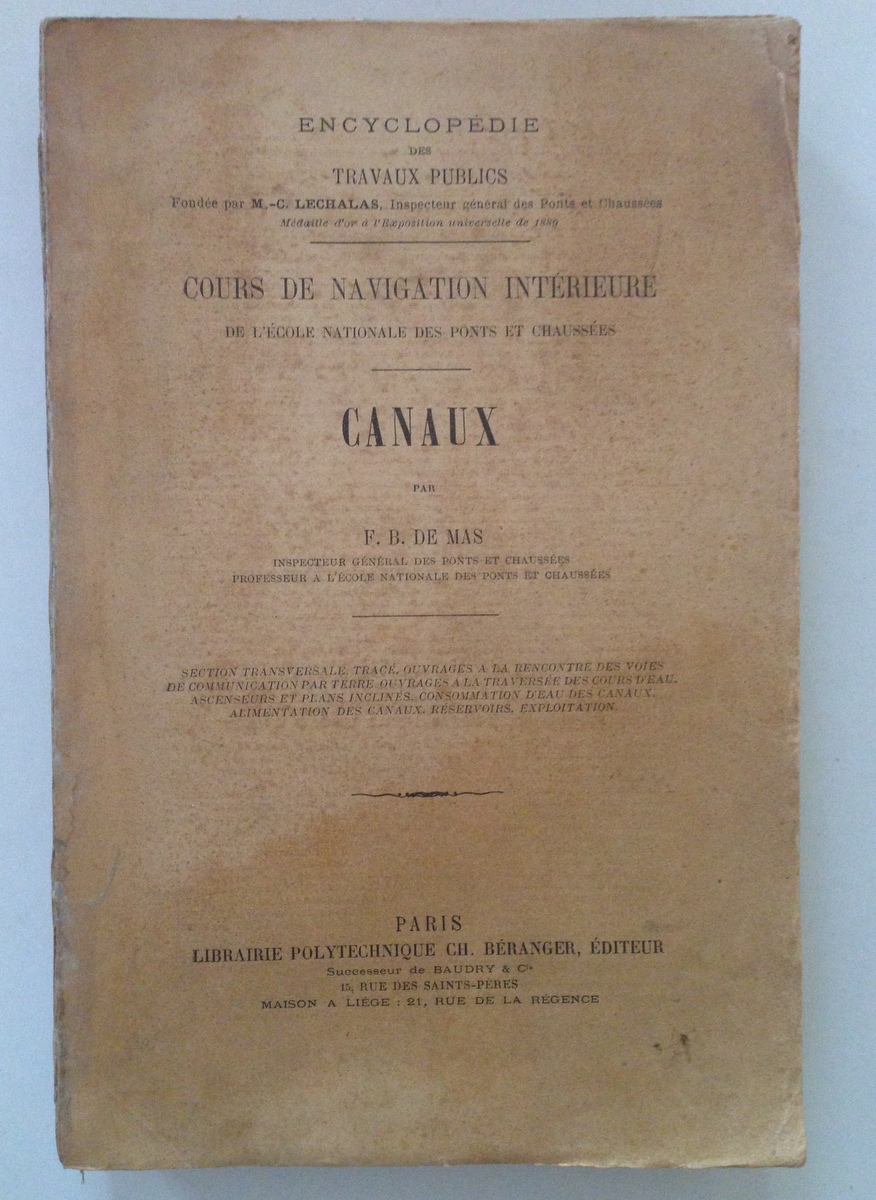 ENCYCLOPÉDIE
DES
TRAVAUX PUBLICS
Fondée par M.-C. LECHALAS, Inspecteur général des Ponts et Chaussées
Médaille d'or à l'Exposition universelle de 1889
COURS DE NAVIGATION INTÉRIEURE
DE L'ÉCOLE NATIONALE DES PONTS ET CHAUSSÉES
CANAUX
PAR
F. B. DE MAS
INSPECTEUR GÉNÉRAL DES PONTS ET CHAUSSÉES
PROFESSEUR A L'ÉCOLE NATIONALE DES PONTS ET CHAUSSÉES
SECTION TRANSVERSALE, TRACÉ, OUVRAGES A LA RENCONTRE DES VOIES
DE COMMUNICATION PAR TERRE. OUVRAGES A LA TRAVERSÉE DES COURS D'EAU.
ASCENSEURS ET PLANS INCLINÉS. CONSOMMATION D'EAU DES CANAUX.
ALIMENTATION DES CANAUX. RÉSERVOIRS. EXPLOITATION.
PARIS
LIBRAIRIE POLYTECHNIQUE CH. BÉRANGER, ÉDITEUR
Successeur de BAUDRY & Cie
15, RUE DES SAINTS-PÈRES
MAISON A LIÉGE : 21, RUE DE LA RÉGENCE